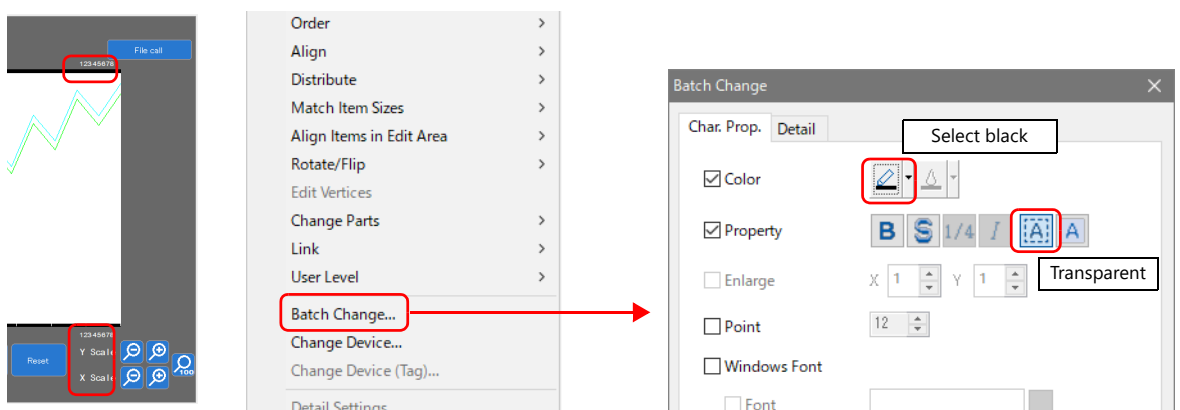 File call
12345678
12345678
Reset
Y Scale
X Scale
100
Order
Align
Distribute
Match Item Sizes
Align Items in Edit Area
Rotate/Flip
Edit Vertices
Change Parts
Link
User Level
Batch Change...
Change Device...
Change Device (Tag)...
Detail Settings
Batch Change
Char. Prop. Detail
Select black
Color
Property B S 1/4 I A A
Transparent
Enlarge X 1 Y 1
Point 12
Windows Font
Font